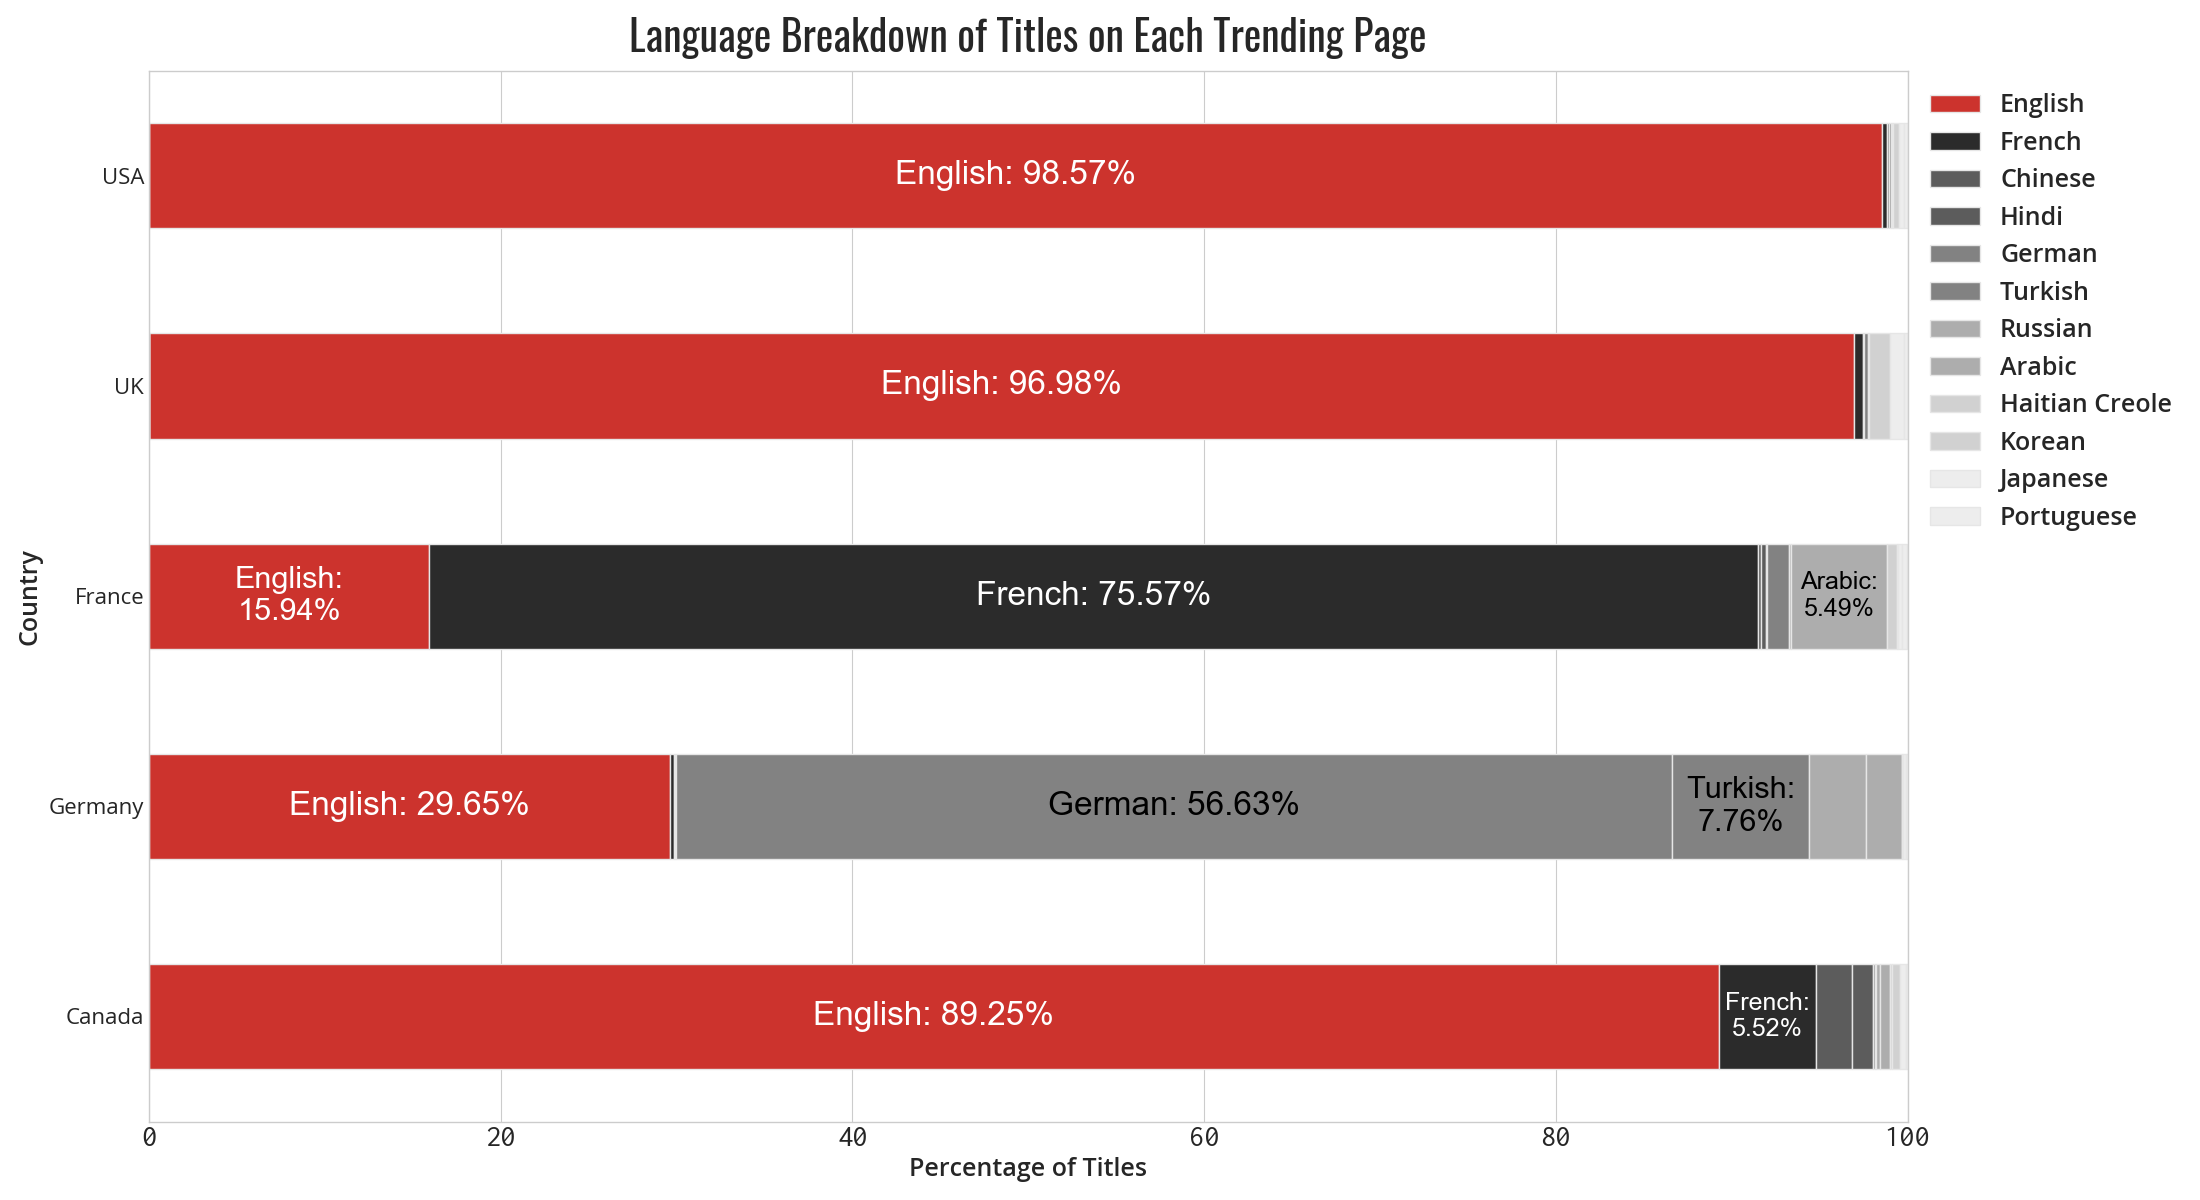 Language Breakdown of Titles on Each Trending Page
English
French
Chinese
Hindi
German
Turkish
Russian
Arabic
Haitian Creole
Korean
Japanese
Portuguese
Country
USA
English: 98.57%
UK
English: 96.98%
France
English:
15.94%
French: 75.57%
Arabic:
5.49%
Germany
English: 29.65%
German: 56.63%
Turkish:
7.76%
Canada
English: 89.25%
French:
5.52%
0 20 40 60 80 100
Percentage of Titles